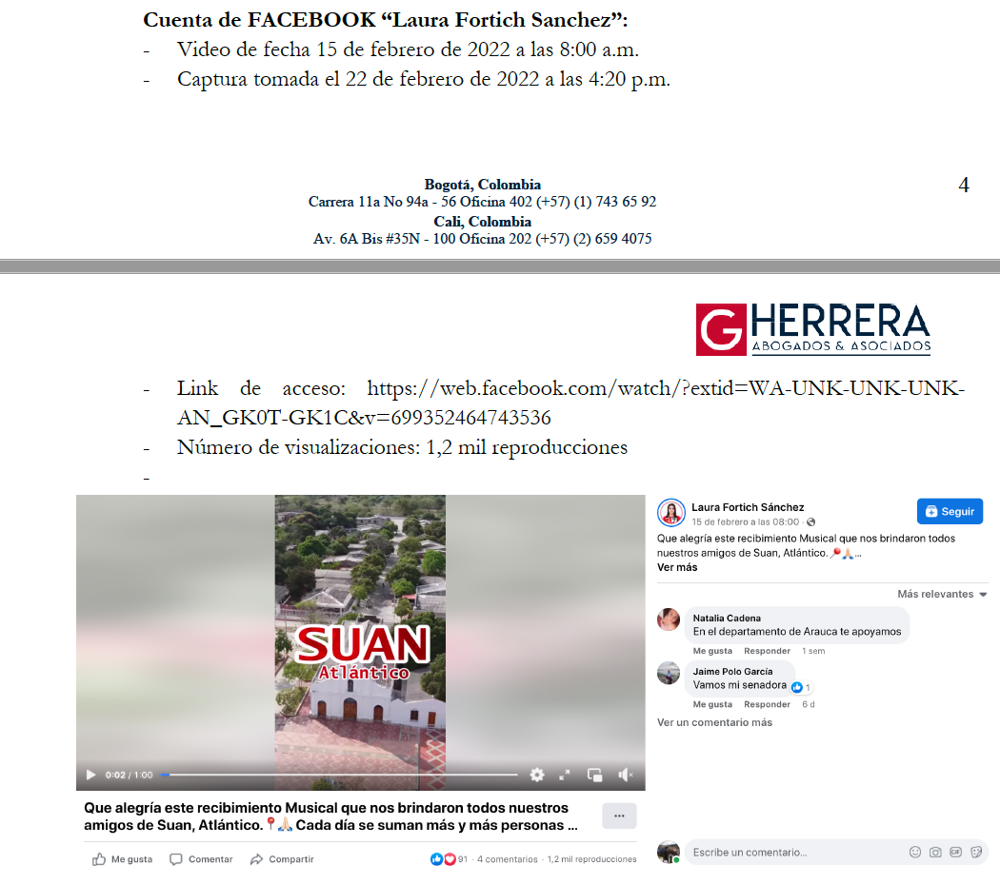 Cuenta de FACEBOOK “Laura Fortich Sanchez”:
- Video de fecha 15 de febrero de 2022 a las 8:00 a.m.
- Captura tomada el 22 de febrero de 2022 a las 4:20 p.m.
Bogotá, Colombia
4
Carrera 11a No 94a - 56 Oficina 402 (+57) (1) 743 65 92
Cali, Colombia
Av. 6A Bis #35N - 100 Oficina 202 (+57) (2) 659 4075
G HERRERA
ABOGADOS & ASOCIADOS
- Link de acceso: https://web.facebook.com/watch/?extid=WA-UNK-UNK-UNK-
AN_GK0T-GK1C&v=699352464743536
- Número de visualizaciones: 1,2 mil reproducciones
-
SUAN
Atlántico
0:02 / 1:00
Que alegría este recibimiento Musical que nos brindaron todos nuestros
amigos de Suan, Atlántico.📍🙏🏻 Cada día se suman más y más personas ...
...
Me gusta Comentar Compartir 91 · 4 comentarios · 1,2 mil reproducciones
Laura Fortich Sánchez
Seguir
15 de febrero a las 08:00 ·
Que alegría este recibimiento Musical que nos brindaron todos
nuestros amigos de Suan, Atlántico.📍🙏🏻...
Ver más
Más relevantes
Natalia Cadena
En el departamento de Arauca te apoyamos
Me gusta Responder 1 sem
Jaime Polo García
Vamos mi senadora 1
Me gusta Responder 6 d
Ver un comentario más
Escribe un comentario...
GIF